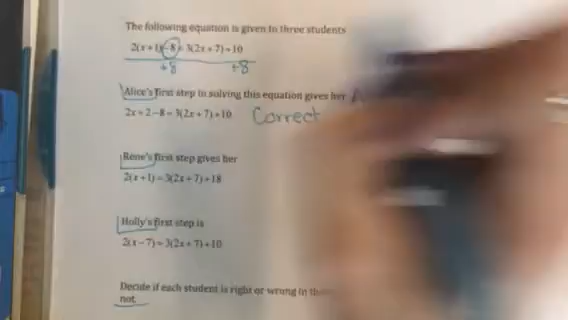 The following equation is given to three students
2(x+1)-8=3(2x+7)+10
+8 +8
Alice's first step in solving this equation gives her
2x+2-8=3(2x+7)+10 Correct
Rene's first step gives her
2(x+1)=3(2x+7)+18
Holly's first step is
2(x-7)=3(2x+7)+10
Decide if each student is right or wrong in
not.